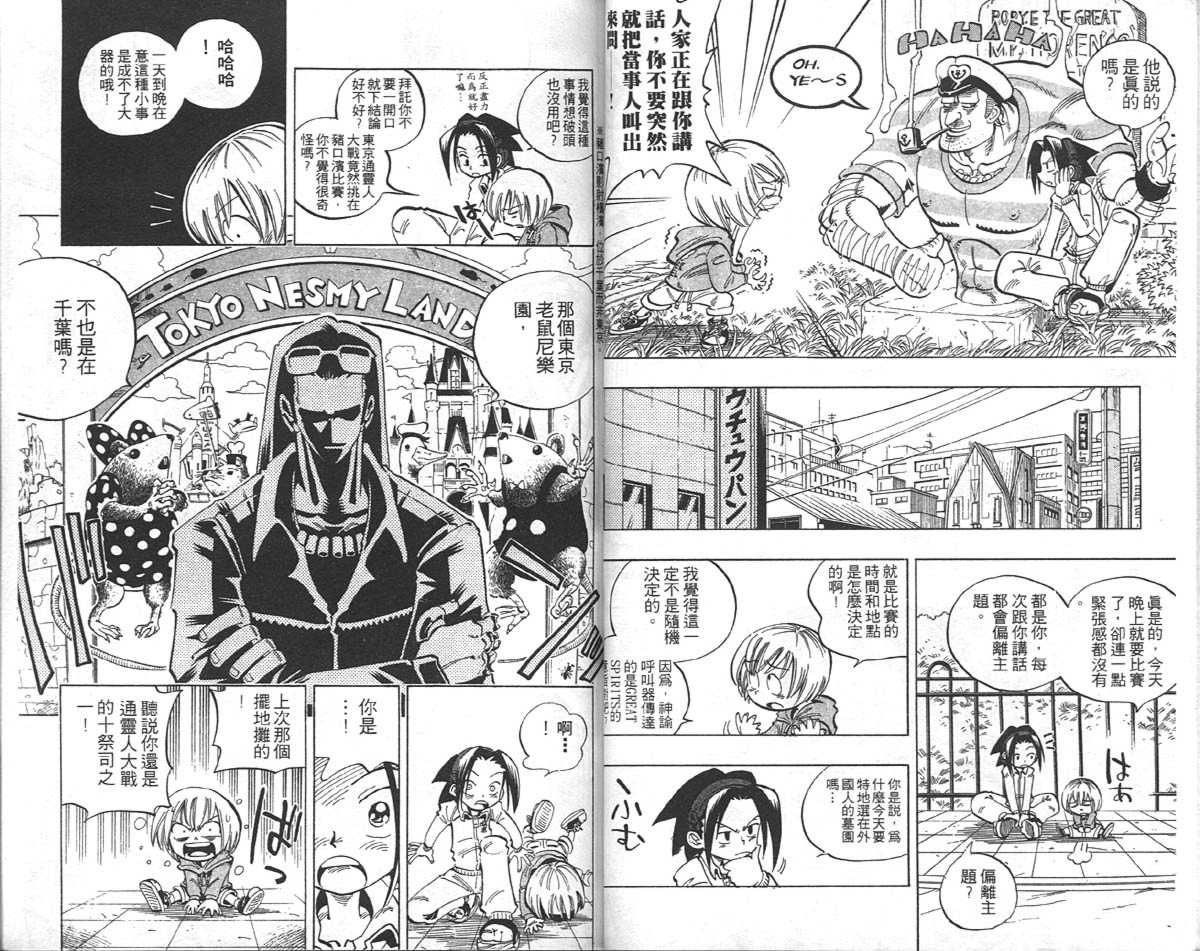 他說的
是真的
嗎?
ROBYE THE GREAT
HAHAHA
OH.
YE~S
人家正在跟你講
話,你不要突然
就把當事人叫出
來問!
ウチュウパン
真是的,今天
晚上就要比賽
了,卻連一點
緊張感都沒有
。
都是你,每
次跟你講話
都會偏離主
題。
はぁ
偏離主
題?
就是比賽的
時間和地點
是怎麼決定
的啊!
我覺得這一
定不是隨機
決定的。
因為,神諭
呼叫器傳達
的是GREAT
SPIRITS的
你是說,為
什麼今天要
特地選在外
國人的墓園
嗎…
ふむ
我覺得這種
事情想破頭
也沒用吧?
反正盡力
而為就好
了嘛…
拜託你不
要一開口
就下結論
好不好?
東京通靈人
大戰竟然挑在
豬口濱比賽,
你不覺得很奇
怪嗎?
は
哈哈哈
!
一天到晚在
意這種小事
是成不了大
器的哦!
TOKYO NESMY LAND
那個東京
老鼠尼樂
園,
不也是在
千葉嗎?
啊…
!
你是
…!
上次那個
擺地攤的
聽說你還是
通靈人大戰
的十祭司之
一!
ばっ